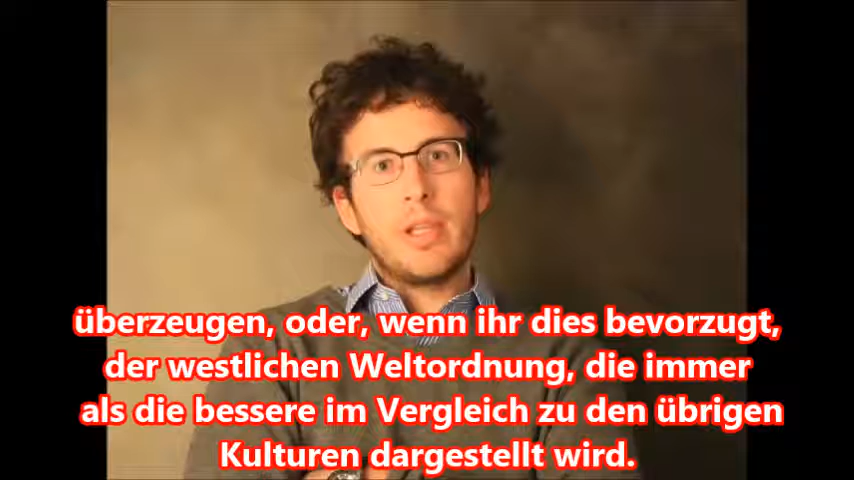 überzeugen, oder, wenn ihr dies bevorzugt,
der westlichen Weltordnung, die immer
als die bessere im Vergleich zu den übrigen
Kulturen dargestellt wird.